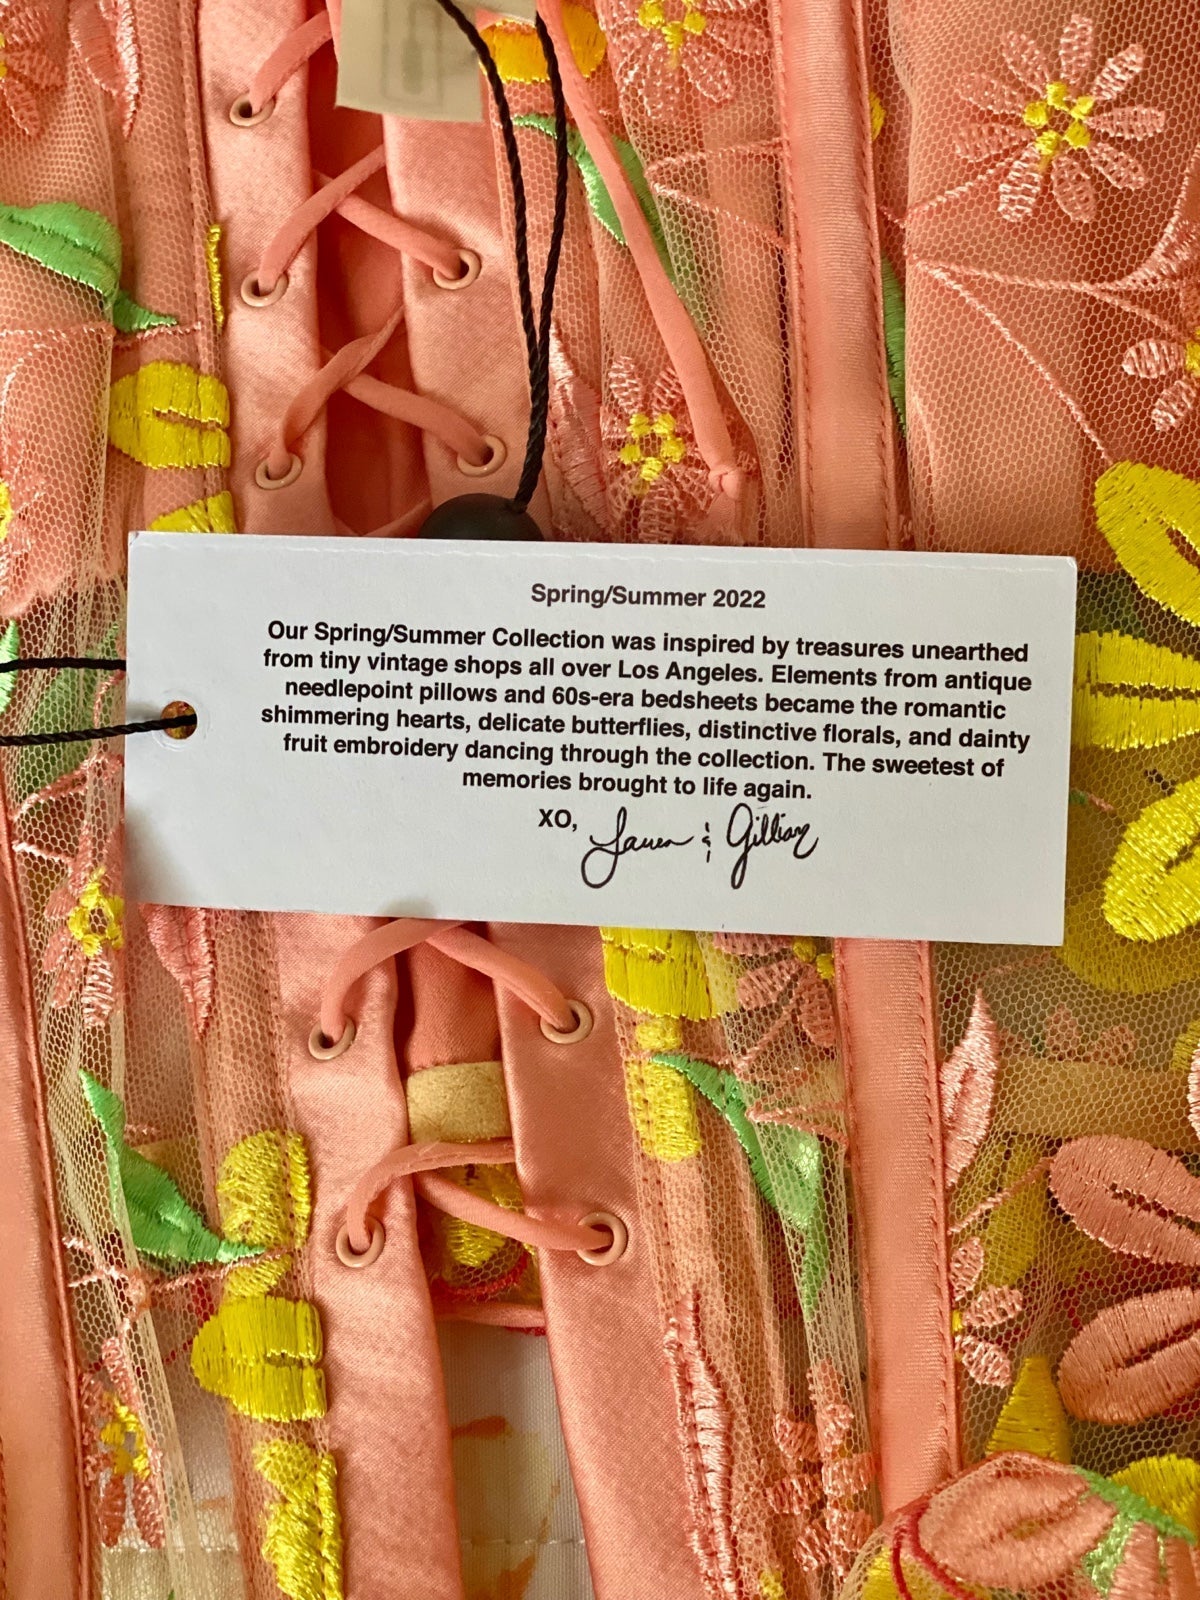 Spring/Summer 2022
Our Spring/Summer Collection was inspired by treasures unearthed
from tiny vintage shops all over Los Angeles. Elements from antique
needlepoint pillows and 60s-era bedsheets became the romantic
shimmering hearts, delicate butterflies, distinctive florals, and dainty
fruit embroidery dancing through the collection. The sweetest of
memories brought to life again.
XO, Lauren & Gillian